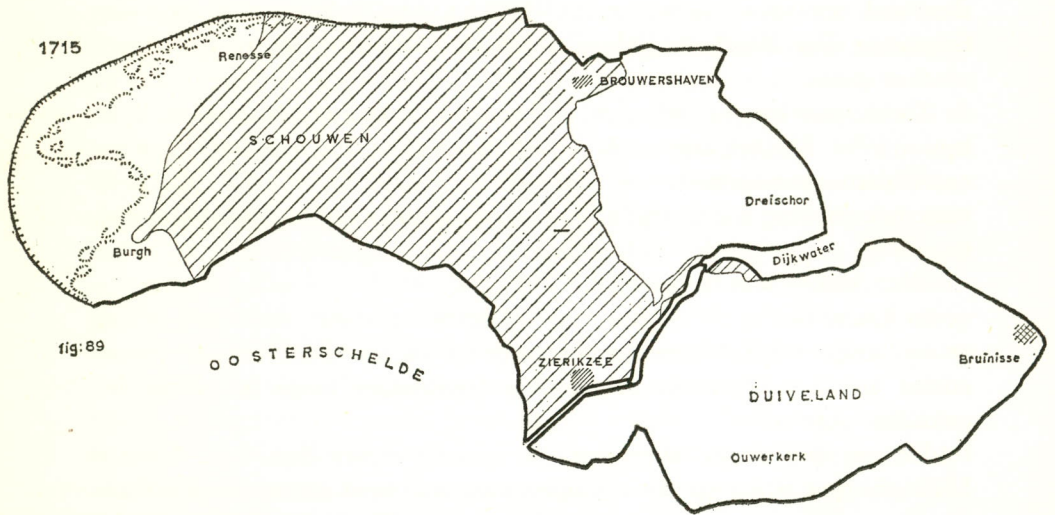 1715
Renesse
BROUWERSHAVEN
SCHOUWEN
Dreischor
Burgh
Dijkwater
fig:89
OOSTERSCHELDE
ZIERIKZEE
Bruinisse
DUIVELAND
Ouwerkerk